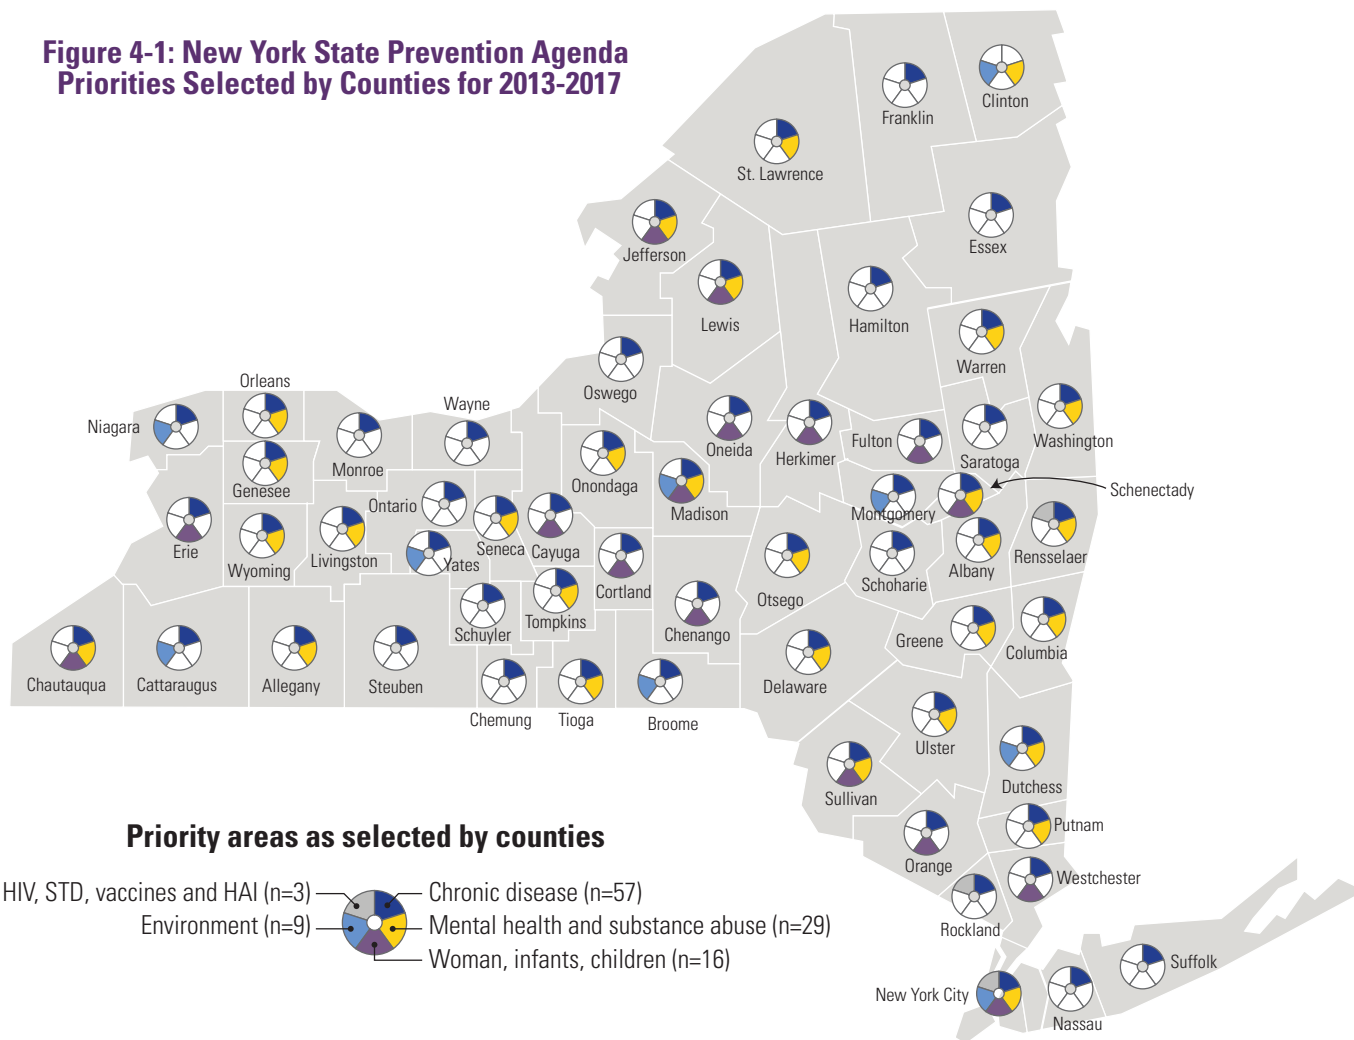 Figure 4-1: New York State Prevention Agenda
Priorities Selected by Counties for 2013-2017
Clinton
Franklin
St. Lawrence
Essex
Jefferson
Lewis
Hamilton
Warren
Oswego
Orleans
Wayne
Niagara
Oneida
Herkimer
Fulton
Saratoga
Washington
Monroe
Genesee
Onondaga
Madison
Ontario
Schenectady
Montgomery
Erie
Wyoming
Livingston
Yates
Seneca
Cayuga
Cortland
Otsego
Schoharie
Albany
Rensselaer
Schuyler
Tompkins
Chenango
Greene
Columbia
Chautauqua
Cattaraugus
Allegany
Steuben
Chemung
Tioga
Broome
Delaware
Ulster
Dutchess
Sullivan
Putnam
Orange
Westchester
Rockland
Suffolk
New York City
Nassau
Priority areas as selected by counties
HIV, STD, vaccines and HAI (n=3)
Chronic disease (n=57)
Environment (n=9)
Mental health and substance abuse (n=29)
Woman, infants, children (n=16)